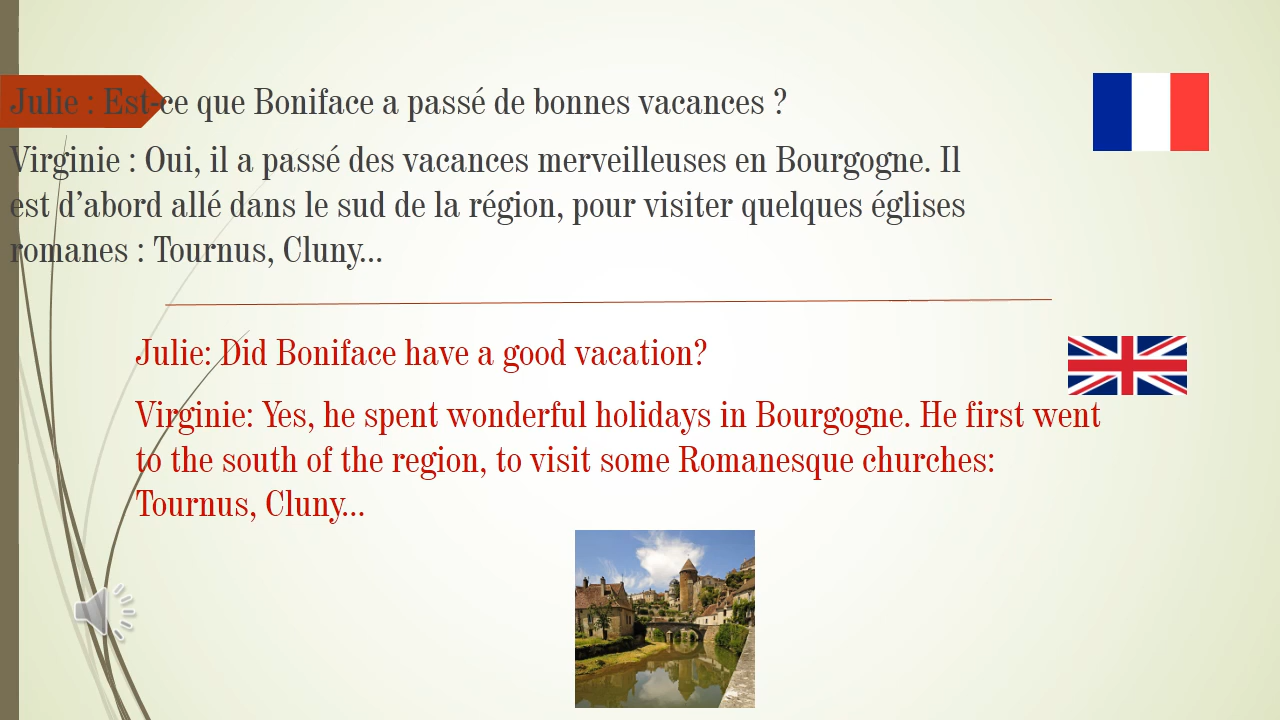 Julie : Est-ce que Boniface a passé de bonnes vacances ?
Virginie : Oui, il a passé des vacances merveilleuses en Bourgogne. Il
est d’abord allé dans le sud de la région, pour visiter quelques églises
romanes : Tournus, Cluny...
Julie: Did Boniface have a good vacation?
Virginie: Yes, he spent wonderful holidays in Bourgogne. He first went
to the south of the region, to visit some Romanesque churches:
Tournus, Cluny...